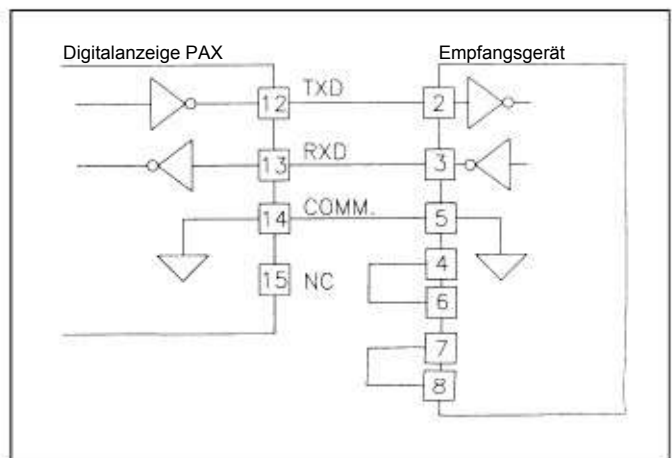 Digitalanzeige PAX Empfangsgerät
12 TXD 2
13 RXD 3
14 COMM. 5
4
15 NC
6
7
8